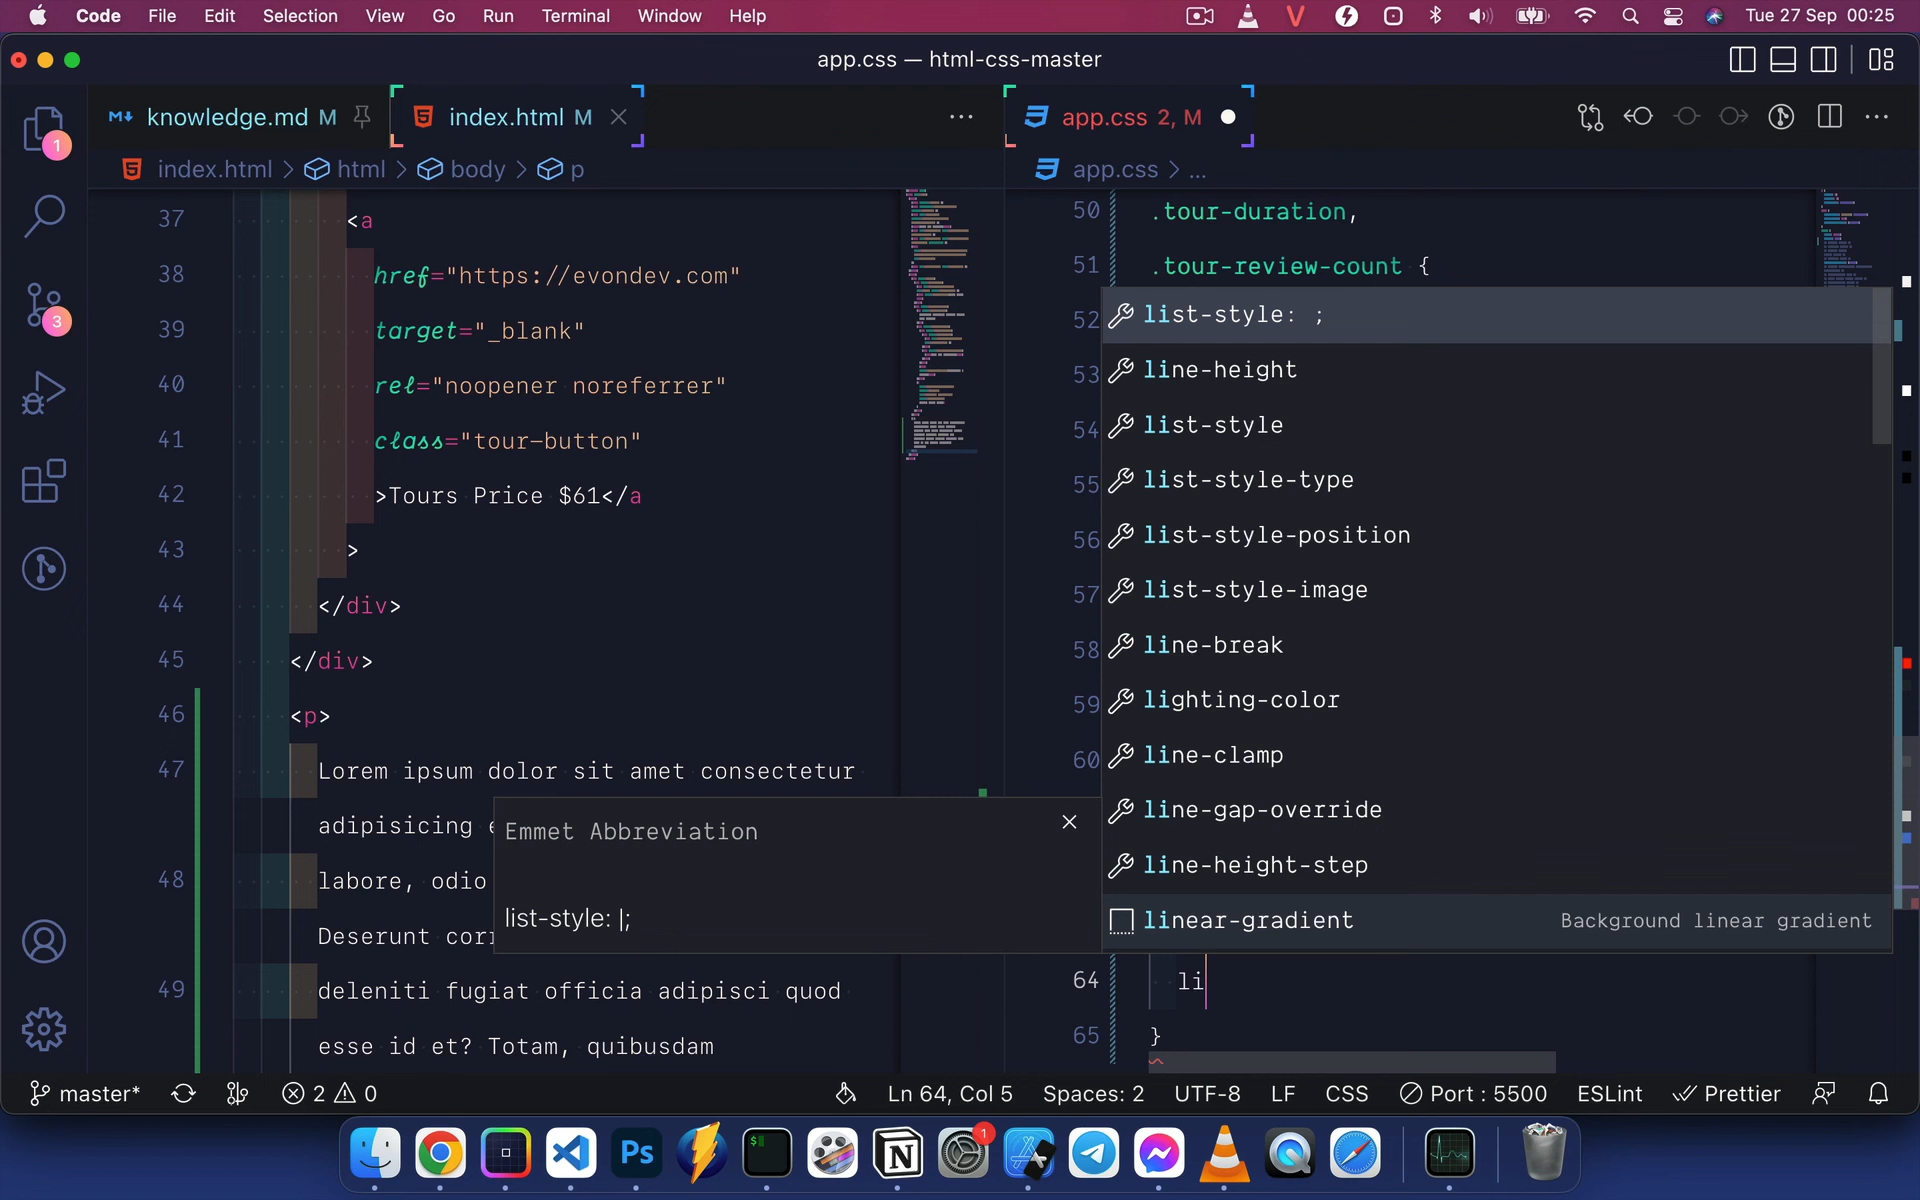 Code File Edit Selection View Go Run Terminal Window Help Tue 27 Sep 00:25
app.css — html-css-master
knowledge.md M index.html M
app.css 2, M
index.html > html > body > p
app.css > ...
37 <a
38 href="https://evondev.com"
39 target="_blank"
40 rel="noopener noreferrer"
41 class="tour-button"
42 >Tours Price $61</a
43 >
44 </div>
45 </div>
46 <p>
47 Lorem ipsum dolor sit amet consectetur
adipisicing
48 labore, odio
Deserunt
49 deleniti fugiat officia adipisci quod
esse id et? Totam, quibusdam
Emmet Abbreviation
list-style: |;
50 .tour-duration,
51 .tour-review-count {
52
53
54
55
56
57
58
59
60
list-style: ;
line-height
list-style
list-style-type
list-style-position
list-style-image
line-break
lighting-color
line-clamp
line-gap-override
line-height-step
linear-gradient Background linear gradient
64 li
65 }
1
3
master* 2 0 Ln 64, Col 5 Spaces: 2 UTF-8 LF CSS Port : 5500 ESLint Prettier
Ps
1